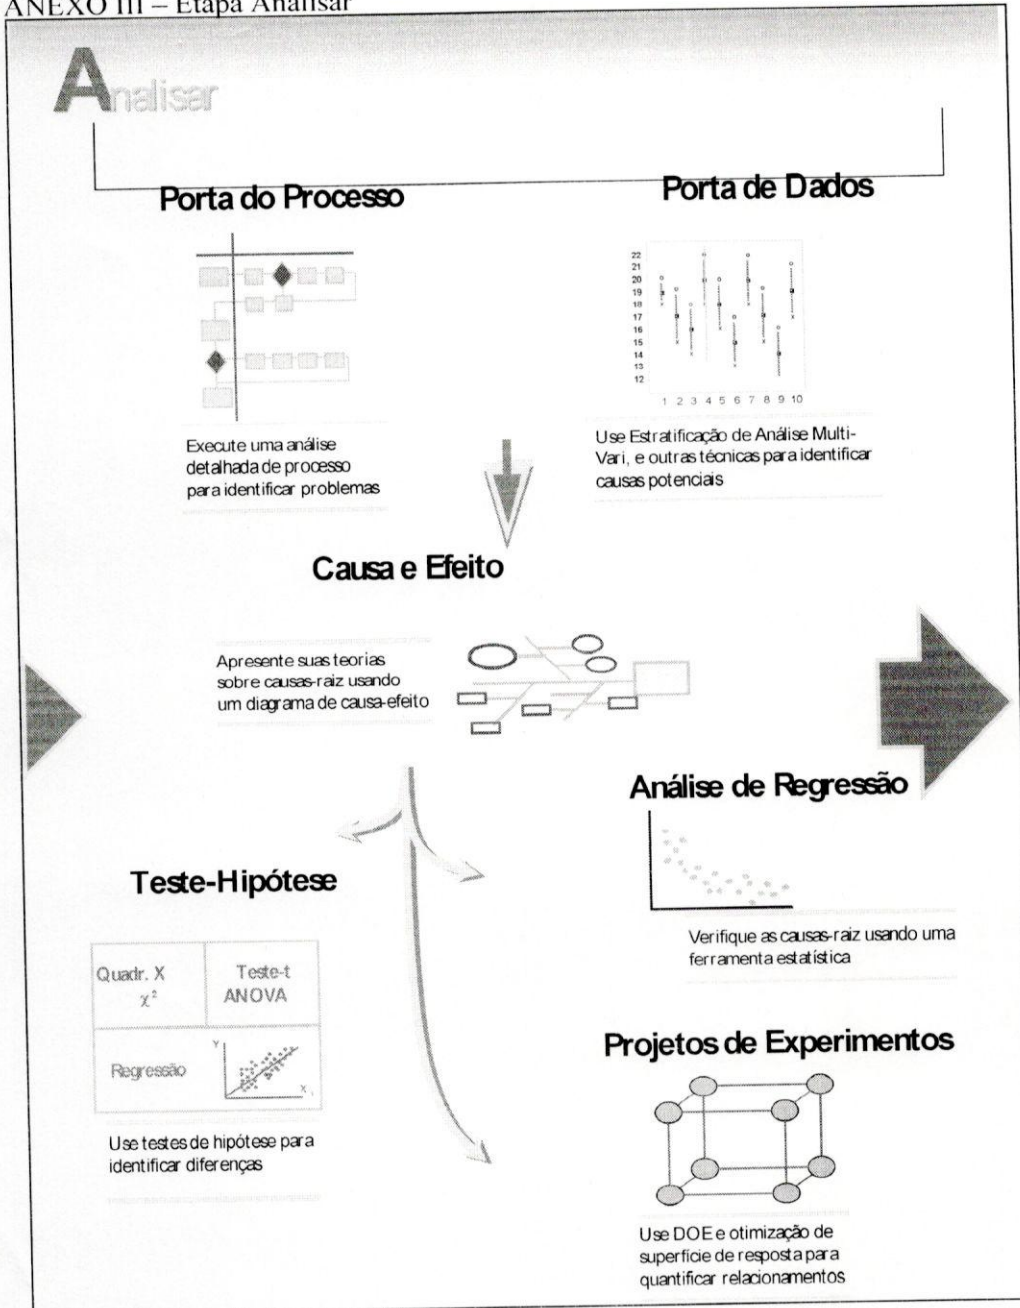 ANEXO III – Etapa Analisar
Analisar
Porta do Processo
Porta de Dados
22
21
20
19
18
17
16
15
14
13
12
1 2 3 4 5 6 7 8 9 10
Execute uma análise
detalhada de processo
para identificar problemas
Use Estratificação de Análise Multi-
Vari, e outras técnicas para identificar
causas potenciais
Causa e Efeito
Apresente suas teorias
sobre causas-raiz usando
um diagrama de causa-efeito
Análise de Regressão
Verifique as causas-raiz usando uma
ferramenta estatística
Teste-Hipótese
Quadr. X
χ²
Teste-t
ANOVA
Regressão
Y
X
Use testes de hipótese para
identificar diferenças
Projetos de Experimentos
Use DOE e otimização de
superfície de resposta para
quantificar relacionamentos